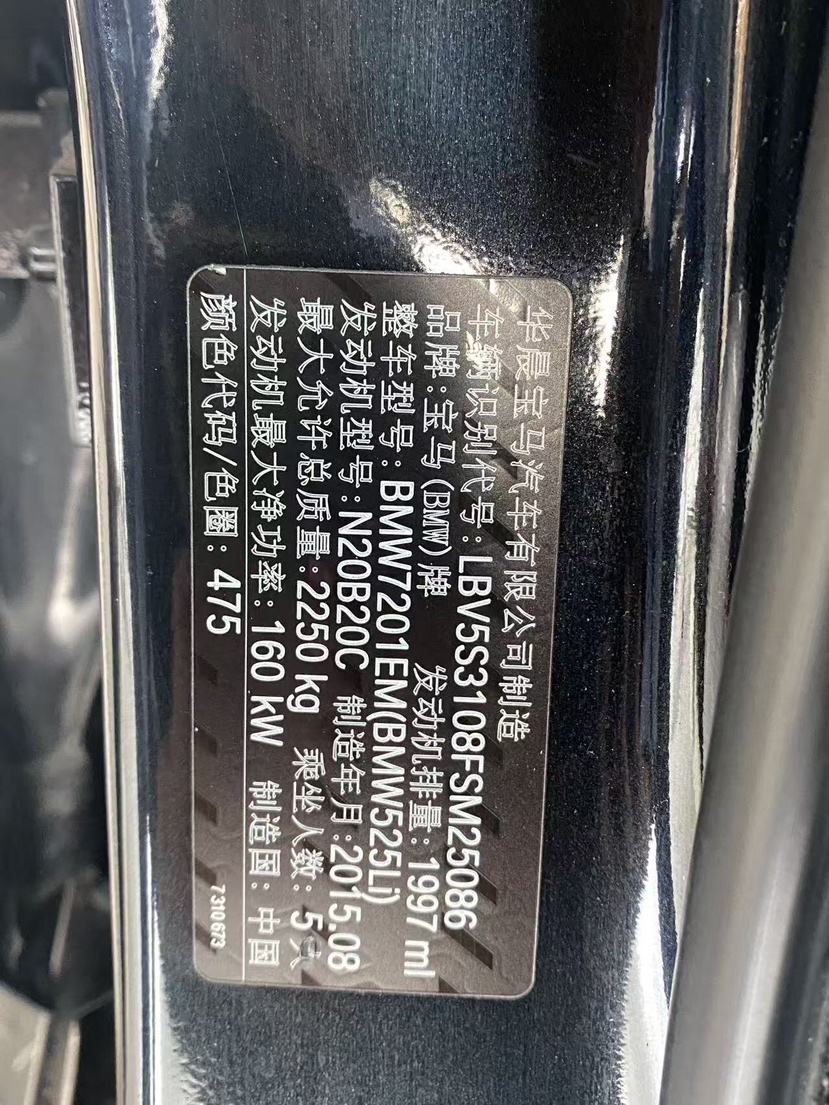 华晨宝马汽车有限公司制造
车辆识别代号: LBV5S3108FSM25086
品牌: 宝马(BMW)牌 发动机排量: 1997 ml
整车型号: BMW7201EM(BMW525Li)
发动机型号: N20B20C 制造年月: 2015.08
最大允许总质量: 2250 kg 乘坐人数: 5人
发动机最大净功率: 160 kW 制造国: 中国
颜色代码/色圈: 475
7 310 673